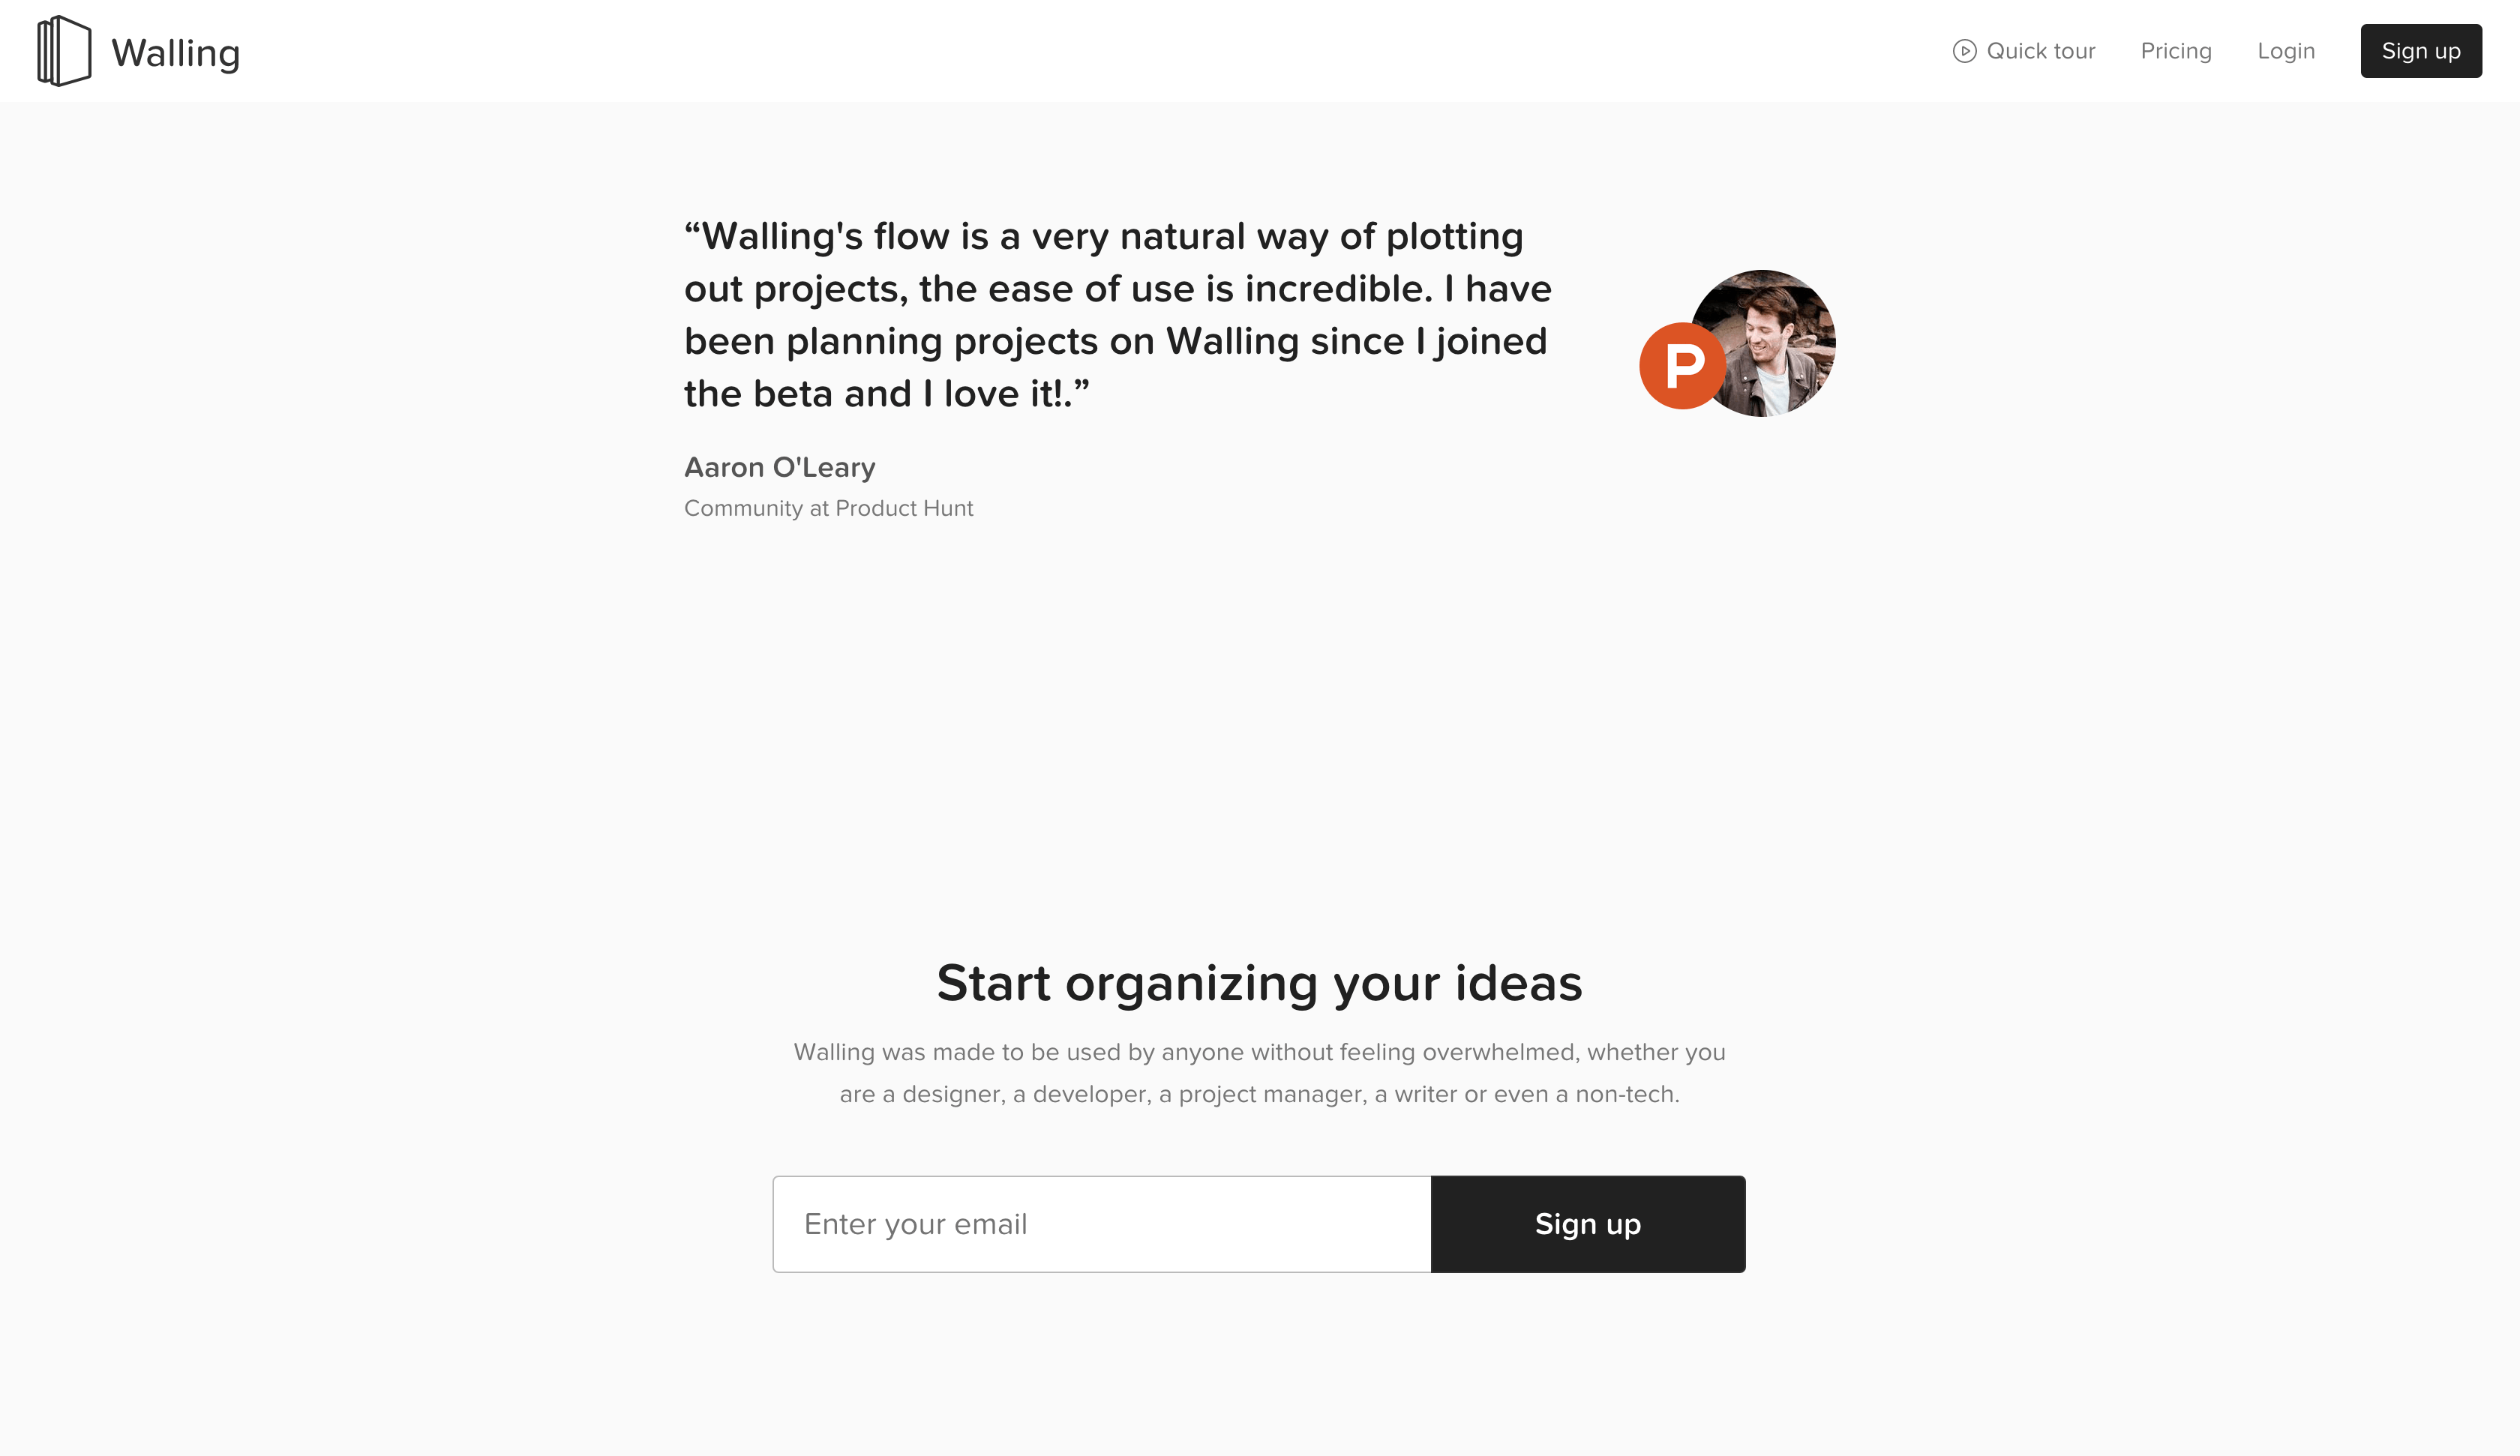 Walling
Quick tour
Pricing
Login
Sign up
“Walling's flow is a very natural way of plotting
out projects, the ease of use is incredible. I have
been planning projects on Walling since I joined
the beta and I love it!.”
P
Aaron O'Leary
Community at Product Hunt
Start organizing your ideas
Walling was made to be used by anyone without feeling overwhelmed, whether you
are a designer, a developer, a project manager, a writer or even a non-tech.
Enter your email
Sign up